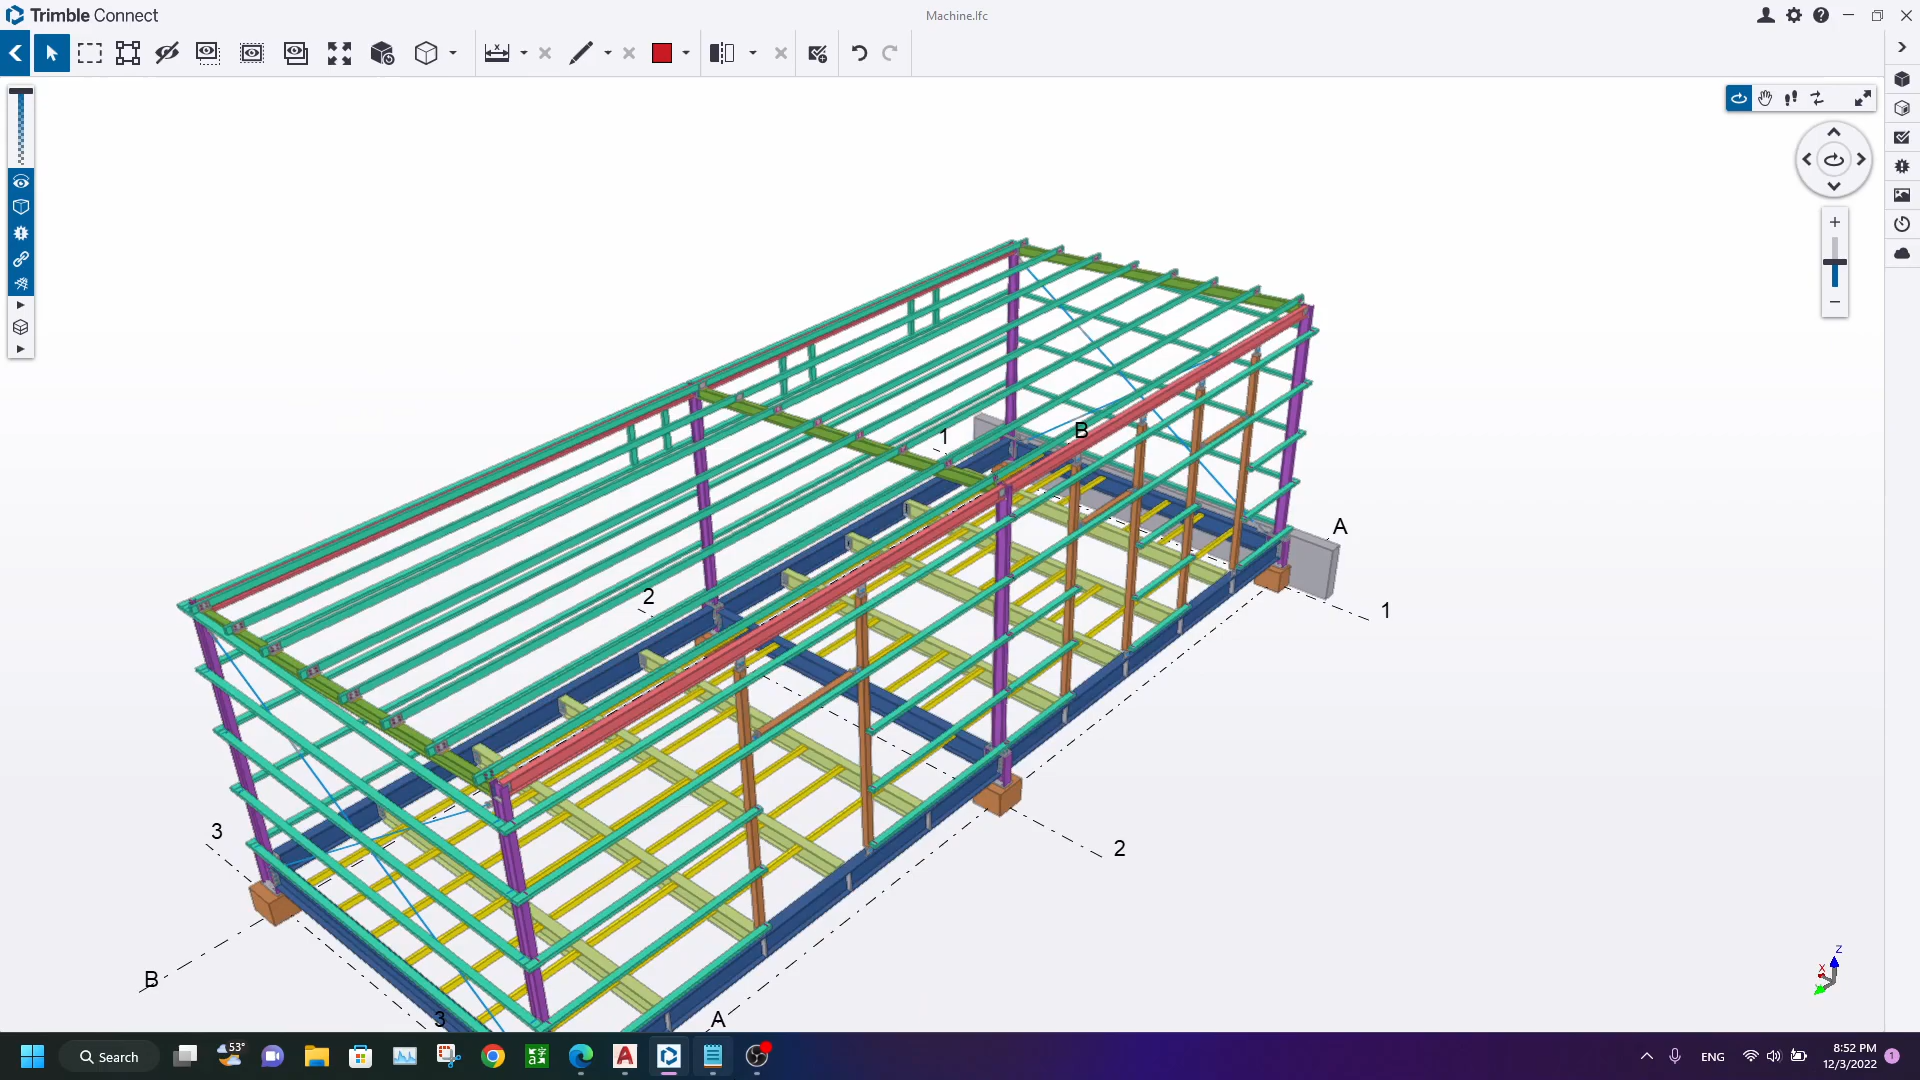 Trimble Connect
Machine.Ifc
x
1
B
A
2
1
3
2
B
3
A
Z
X
53°
Search
ENG
8:52 PM
12/3/2022
1